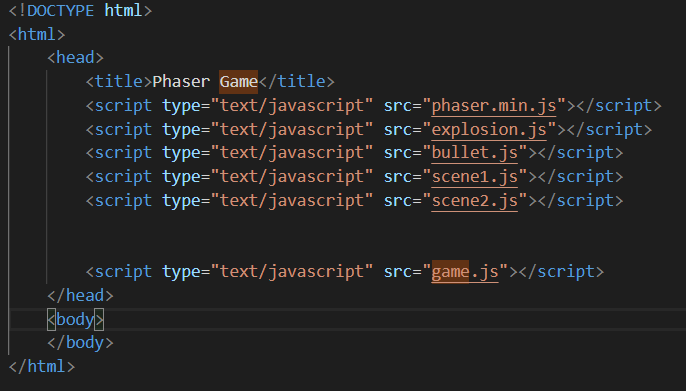 <!DOCTYPE html>
<html>
<head>
<title>Phaser Game</title>
<script type="text/javascript" src="phaser.min.js"></script>
<script type="text/javascript" src="explosion.js"></script>
<script type="text/javascript" src="bullet.js"></script>
<script type="text/javascript" src="scene1.js"></script>
<script type="text/javascript" src="scene2.js"></script>
<script type="text/javascript" src="game.js"></script>
</head>
<body>
</body>
</html>